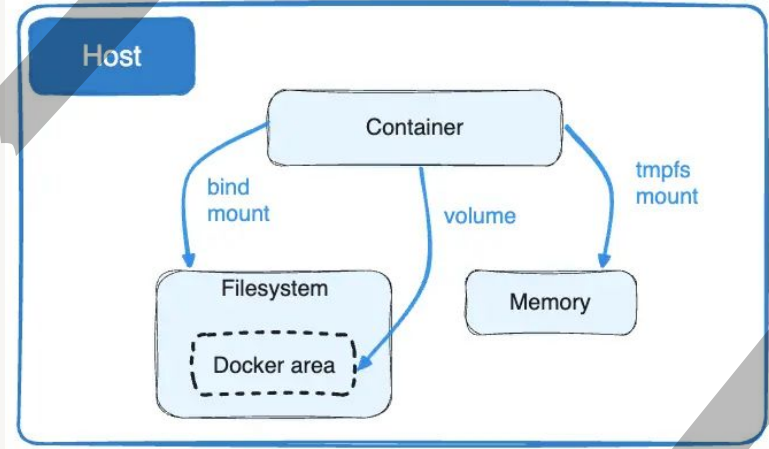 Host
Container
bind
mount
volume
tmpfs
mount
Filesystem
Memory
Docker area